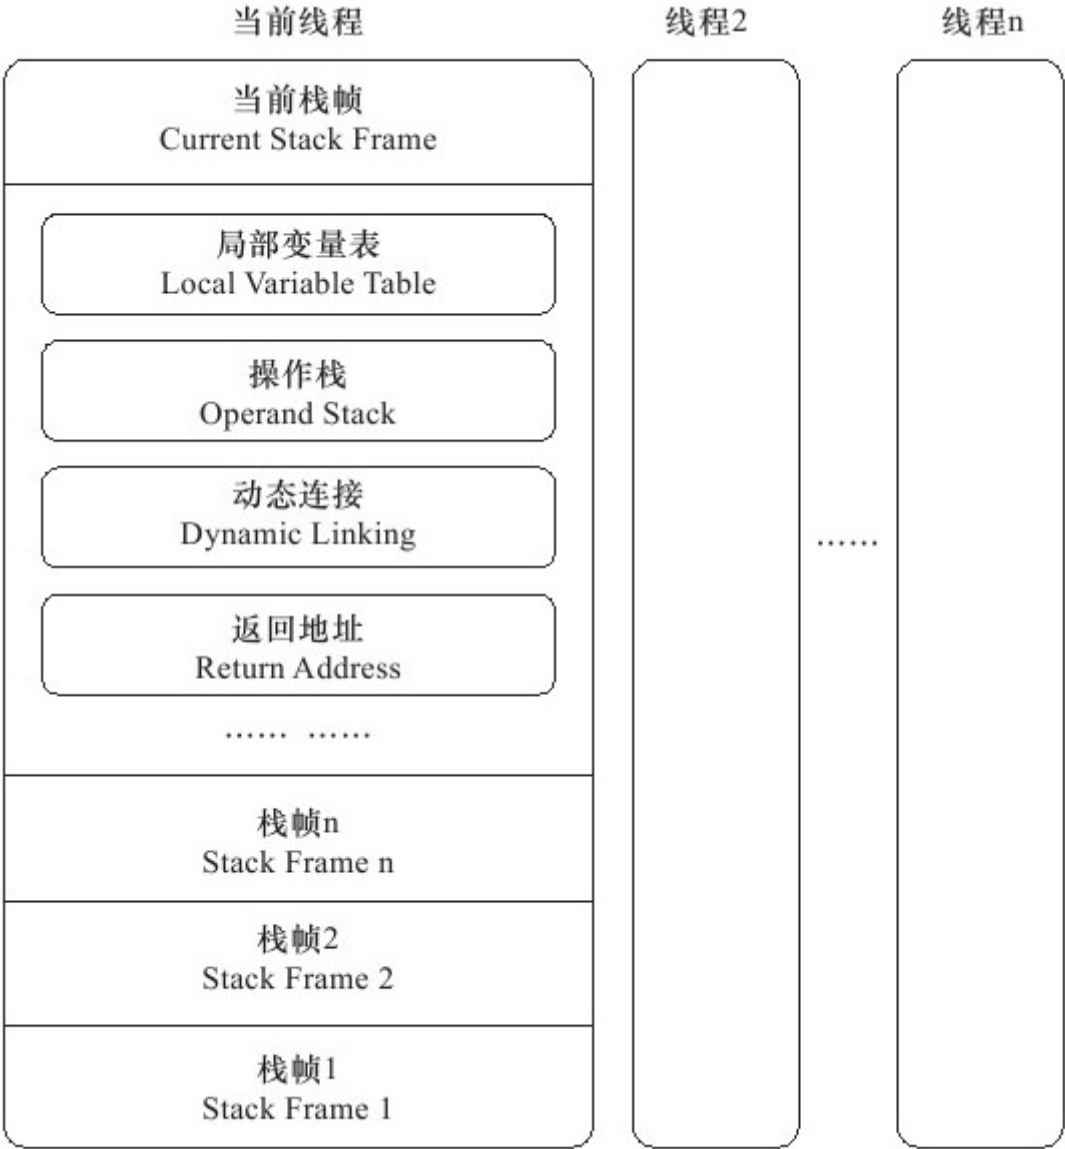 当前线程
线程2
线程n
当前栈帧
Current Stack Frame
局部变量表
Local Variable Table
操作栈
Operand Stack
动态连接
Dynamic Linking
……
返回地址
Return Address
…… ……
栈帧n
Stack Frame n
栈帧2
Stack Frame 2
栈帧1
Stack Frame 1